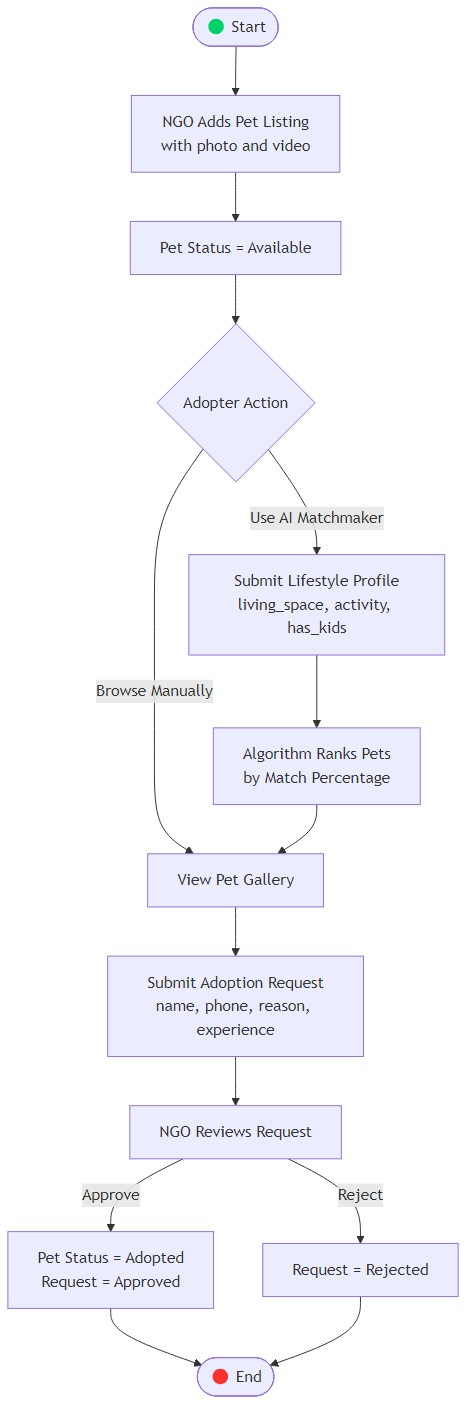 Start
NGO Adds Pet Listing
with photo and video
Pet Status = Available
Adopter Action
Use AI Matchmaker
Submit Lifestyle Profile
living_space, activity,
has_kids
Browse Manually
Algorithm Ranks Pets
by Match Percentage
View Pet Gallery
Submit Adoption Request
name, phone, reason,
experience
NGO Reviews Request
Approve
Reject
Pet Status = Adopted
Request = Approved
Request = Rejected
End